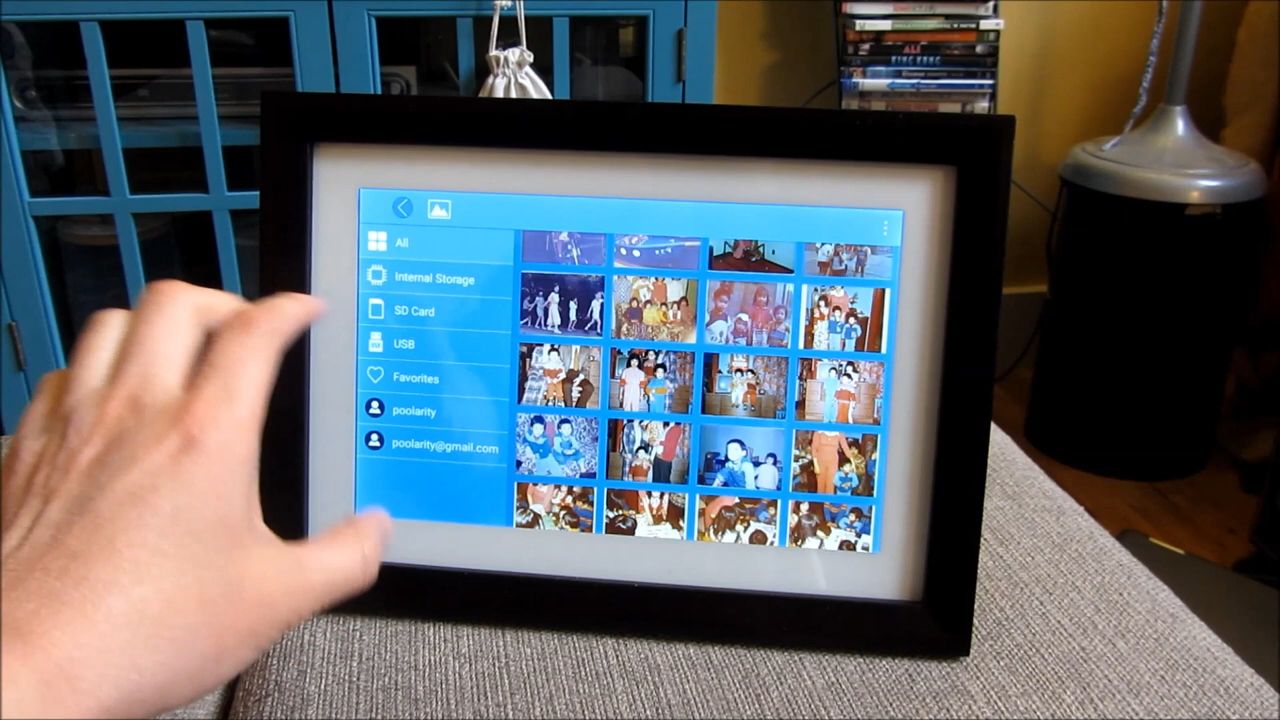 ALI
KING KONG
All
Internal Storage
SD Card
USB
Favorites
poolarity
poolarity@gmail.com